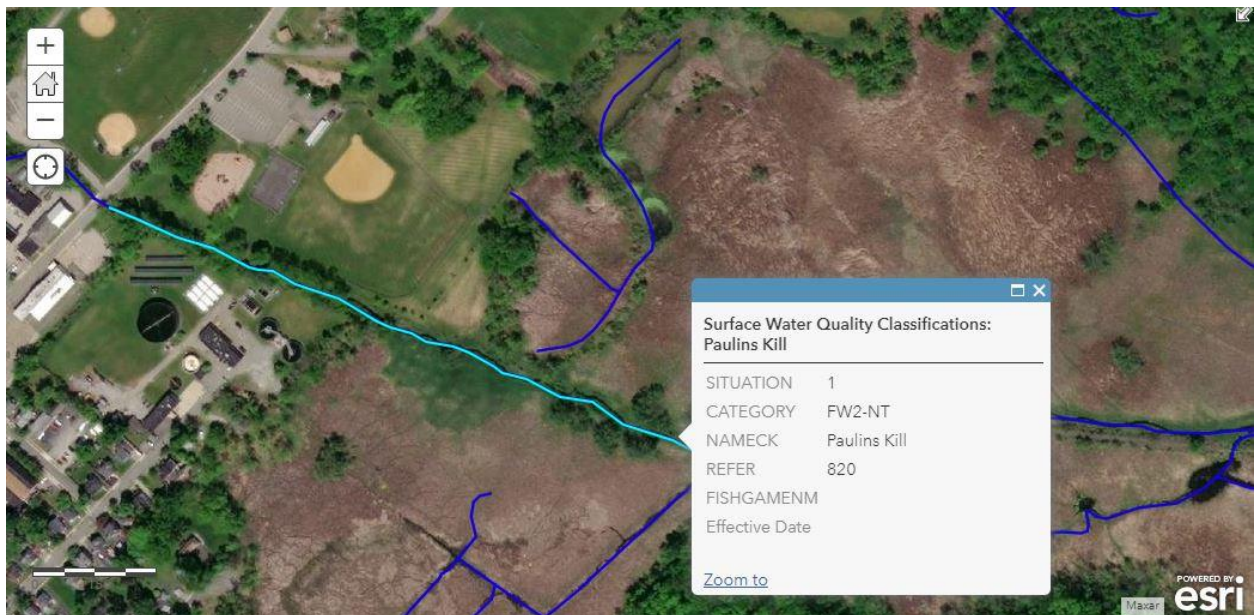 +
−
Surface Water Quality Classifications:
Paulins Kill
SITUATION 1
CATEGORY FW2-NT
NAMECK Paulins Kill
REFER 820
FISHGAMENM
Effective Date
Zoom to
Maxar
POWERED BY
esri